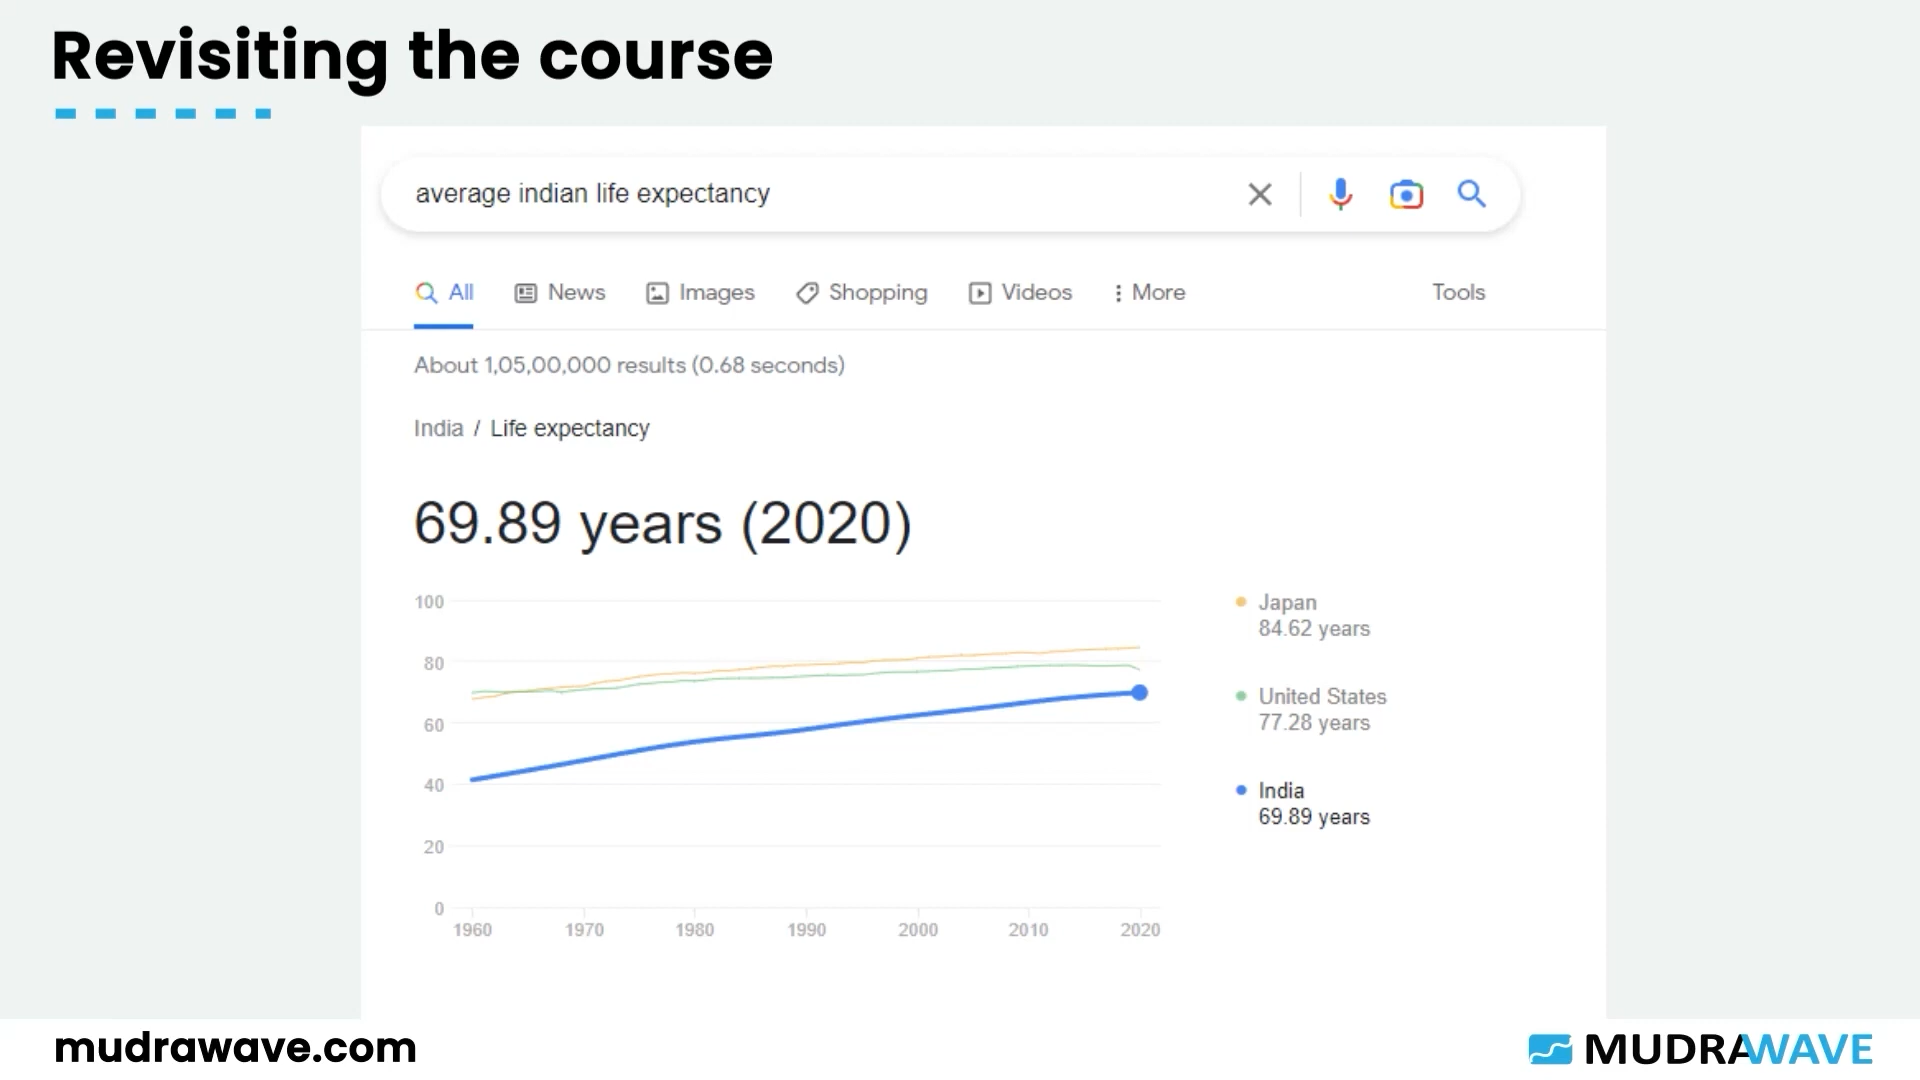 Revisiting the course
average indian life expectancy
All News Images Shopping Videos More Tools
About 1,05,00,000 results (0.68 seconds)
India / Life expectancy
69.89 years (2020)
100
80
60
40
20
0
1960 1970 1980 1990 2000 2010 2020
Japan
84.62 years
United States
77.28 years
India
69.89 years
mudrawave.com
MUDRAWAVE